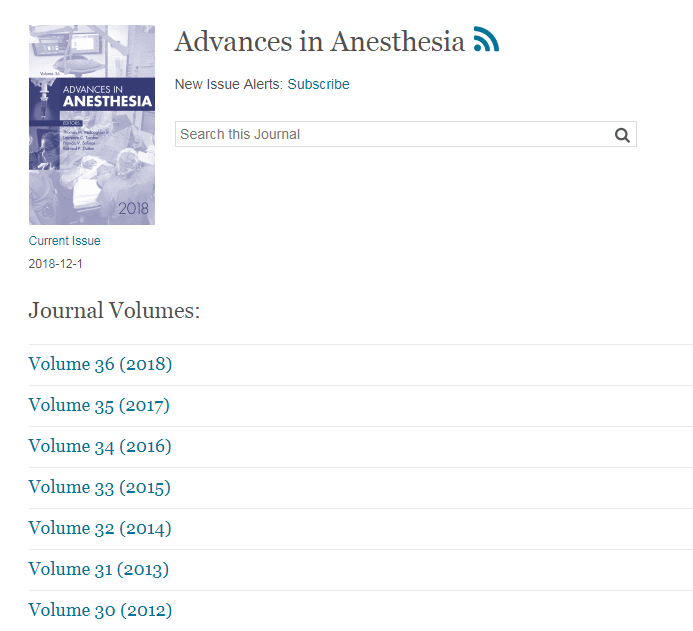 Advances in Anesthesia
New Issue Alerts: Subscribe
Search this Journal
Volume 36
ADVANCES IN
ANESTHESIA
EDITORS
2018
Current Issue
2018-12-1
Journal Volumes:
Volume 36 (2018)
Volume 35 (2017)
Volume 34 (2016)
Volume 33 (2015)
Volume 32 (2014)
Volume 31 (2013)
Volume 30 (2012)